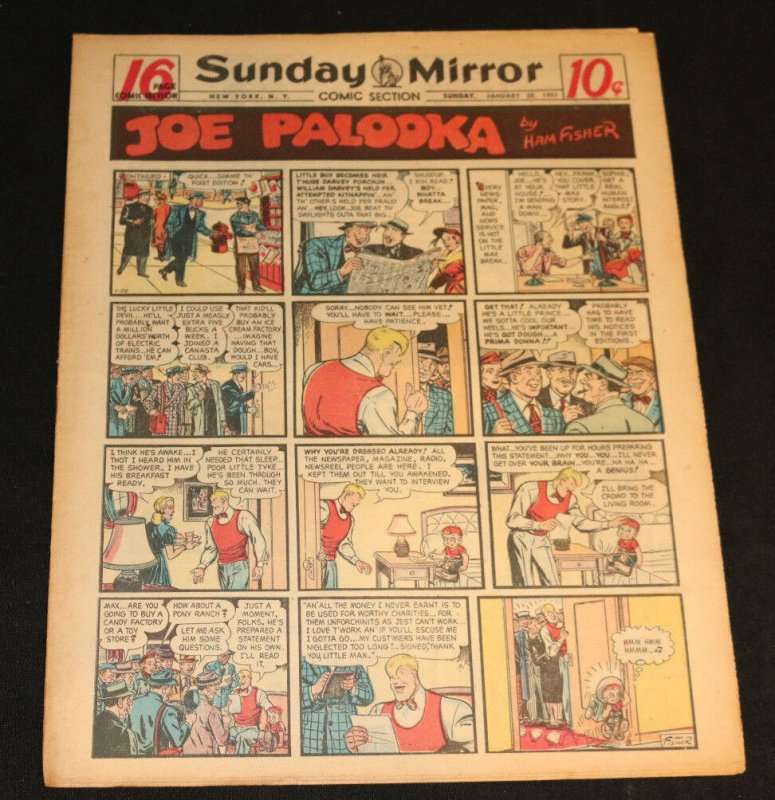 16
PAGE
COMIC SECTION
Sunday Mirror
NEW YORK, N. Y.
COMIC SECTION
SUNDAY, JANUARY 28, 1951
10¢
JOE PALOOKA
by
HAM FISHER
CONTINUED-
QUICK...GIMME TH'
FOIST EDITION!
1-28
LITTLE BOY BECOMES HEIR
T'HUGE DARVEY FORCHUN...
WILLIAM DARVEY'S HELD FER
ATTEMPTED KITNAPPIN'... AN'
TH' OTHER'S HELD PER FRAUD
AN'... HEY, LOOK..JOE BEAT TH'
DAYLIGHTS OUTA THAT BIG...
SHUDDUP,
I KIN READ!
BOY...
WHATTA
BREAK...
EVERY
NEWS-
PAPER,
MAG,
AND NEWS
SERVICE
IS HOT
ON THE
LITTLE
MAX
BREAK...
HELLO,
JOE...HE'S
AT YOUR
HOUSE!
I'M SENDING
A MAN
DOWN...
HEY...FRANK,
YOU COVER
THAT LITTLE
MAX
STORY.
SOPHIE,
GET A
REAL
HUMAN
INTEREST
ANGLE!
THE LUCKY LITTLE
DEVIL... HE'LL
PROBABLY WANT
A MILLION
DOLLARS' WORTH
OF ELECTRIC
TRAINS...HE CAN
AFFORD 'EM!
I COULD USE
JUST A MEASLY
EXTRA FIVE
BUCKS A
WEEK. I
JOINED A
CANASTA
CLUB.
THAT KID'LL
PROBABLY
BUY AN ICE
CREAM FACTORY
...IMAGINE
HAVING THAT
DOUGH...BOY,
WOULD I HAVE
CARS...
SORRY...NOBODY CAN SEE HIM YET!
YOU'LL HAVE TO WAIT... PLEASE...
HAVE PATIENCE.
GET THAT! ALREADY
HE'S A LITTLE PRINCE...
WE GOTTA COOL OUR
HEELS...HE'S IMPORTANT
HE'S GOT DOUGH... A
PRIMA DONNA!!
PROBABLY
HAS TO HAVE
TIME TO READ
HIS NOTICES
IN THE FIRST
EDITIONS.
I THINK HE'S AWAKE....I
THOT I HEARD HIM IN
THE SHOWER, I HAVE
HIS BREAKFAST
READY.
HE CERTAINLY
NEEDED THAT SLEEP...
POOR LITTLE TYKE.
HE'S BEEN THROUGH
SO MUCH. THEY
CAN WAIT.
WHY YOU'RE DRESSED ALREADY! ALL
THE NEWSPAPER, MAGAZINE, RADIO,
NEWSREEL PEOPLE ARE HERE. I
KEPT THEM OUT TILL YOU AWAKENED,
THEY WANT TO INTERVIEW
YOU.
WHAT...YOU'VE BEEN UP FOR HOURS PREPARING
THIS STATEMENT...WHY YOU...YOU...I'LL NEVER
GET OVER YOUR BRAIN...YOU'RE... HA HA HA...
A GENIUS!
I'LL BRING THE
CROWD TO THE
LIVING ROOM...
MAX... ARE YOU
GOING TO BUY A
CANDY FACTORY
OR A TOY
STORE?
HOW ABOUT A
PONY RANCH?
LET ME ASK
HIM SOME
QUESTIONS.
JUST A
MOMENT,
FOLKS, HE'S
PREPARED A
STATEMENT
ON HIS OWN.
I'LL READ
IT.
"AN' ALL THE MONEY I NEVER EARNT IS TO
BE USED FOR WORTHY CHARITIES... FOR
THEM UNFORCHINITS AS JEST CAN'T WORK...
I LOVE T'WORK AN' IF YOU'LL ESCUSE ME
I GOTTA GO... MY CUSTMERS HAVE BEEN
NEGLECTED TOO LONG." ...SIGNED, THANK
YOU, LITTLE MAX."
HMM HMM
HMMM...♫
FISHER